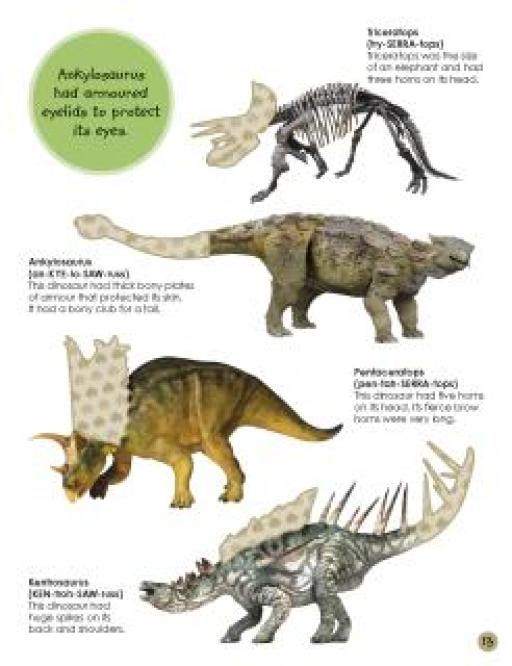 Ankylosaurus
had armoured
eyelids to protect
its eyes.
Triceratops
(try-SERRA-tops)
Triceratops was the size
of an elephant and had
three horns on its head.
Ankylosaurus
(an-KYE-lo-SAW-russ)
This dinosaur had thick bony plates
of armour that protected its skin.
It had a bony club for a tail.
Pentaceratops
(pen-tah-SERRA-tops)
This dinosaur had five horns
on its head. Its fierce brow
horns were very long.
Kentrosaurus
(KEN-troh-SAW-russ)
This dinosaur had
huge spikes on its
back and shoulders.
13